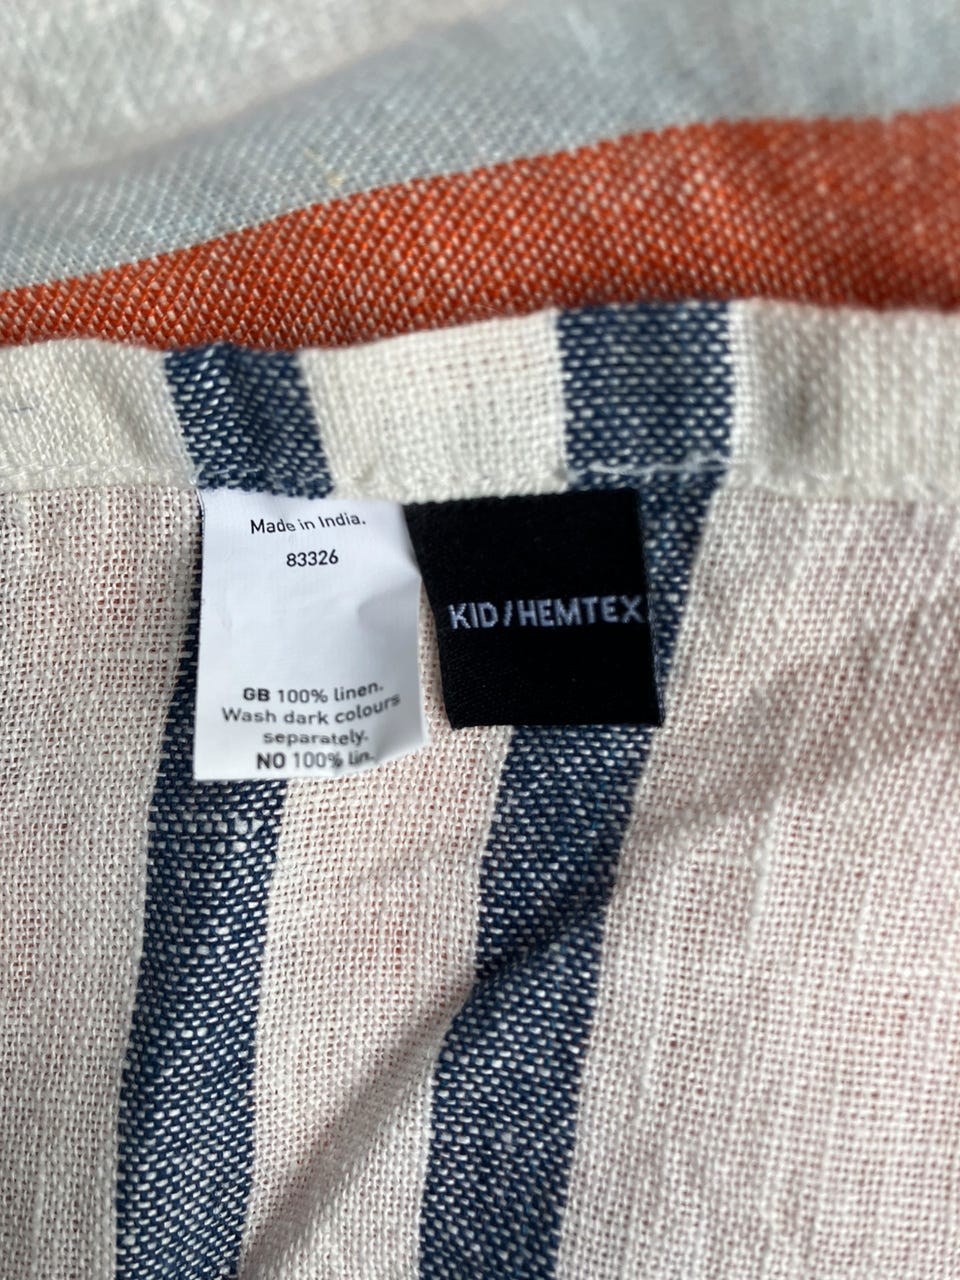 Made in India.
83326
GB 100% linen.
Wash dark colours
separately.
NO 100% lin.
KID/HEMTEX